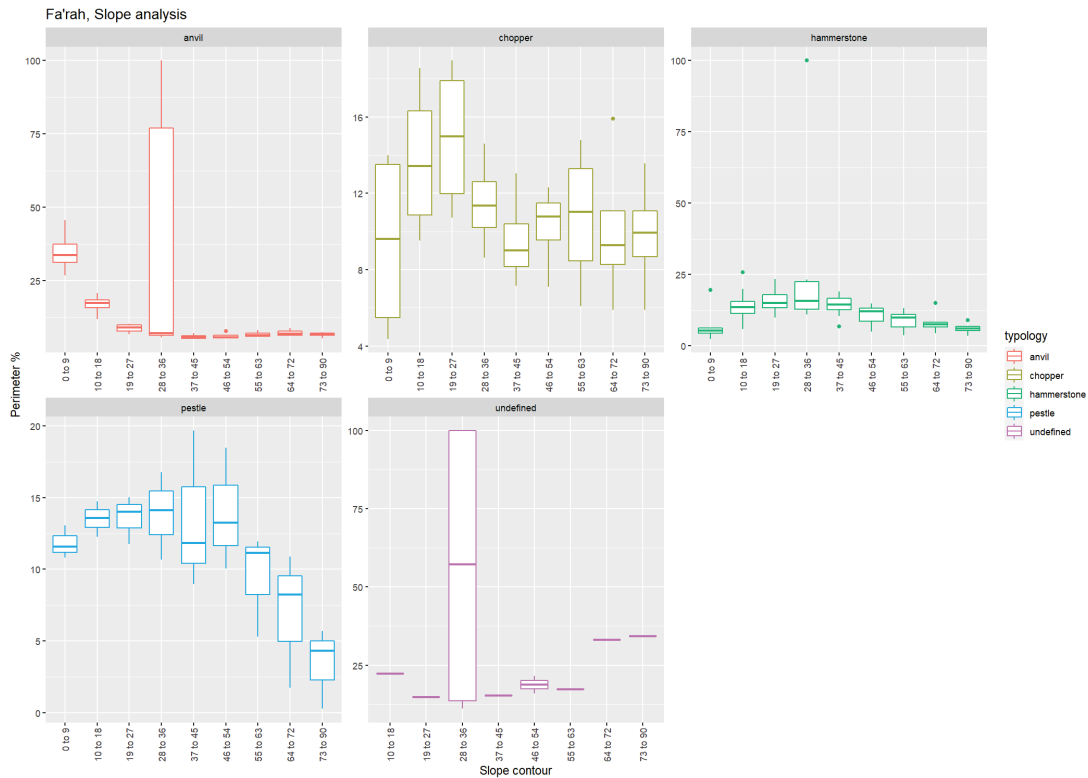 Fa'rah, Slope analysis
anvil
chopper
hammerstone
100
75
50
25
16
12
8
4
100
75
50
25
0
0 to 9
10 to 18
19 to 27
28 to 36
37 to 45
46 to 54
55 to 63
64 to 72
73 to 90
0 to 9
10 to 18
19 to 27
28 to 36
37 to 45
46 to 54
55 to 63
64 to 72
73 to 90
0 to 9
10 to 18
19 to 27
28 to 36
37 to 45
46 to 54
55 to 63
64 to 72
73 to 90
Perimeter %
typology
anvil
chopper
hammerstone
pestle
undefined
pestle
undefined
20
15
10
5
0
100
75
50
25
0 to 9
10 to 18
19 to 27
28 to 36
37 to 45
46 to 54
55 to 63
64 to 72
73 to 90
10 to 18
19 to 27
28 to 36
37 to 45
46 to 54
55 to 63
64 to 72
73 to 90
Slope contour